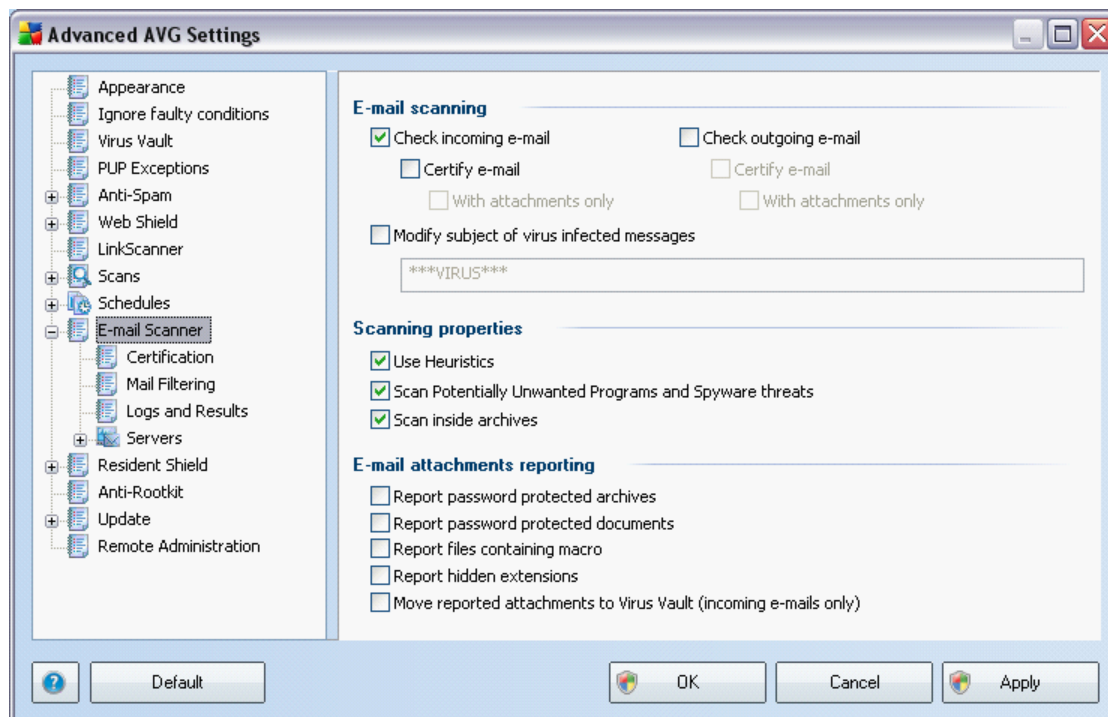 Advanced AVG Settings
Appearance
Ignore faulty conditions
Virus Vault
PUP Exceptions
Anti-Spam
Web Shield
LinkScanner
Scans
Schedules
E-mail Scanner
Certification
Mail Filtering
Logs and Results
Servers
Resident Shield
Anti-Rootkit
Update
Remote Administration
E-mail scanning
Check incoming e-mail
Check outgoing e-mail
Certify e-mail
Certify e-mail
With attachments only
With attachments only
Modify subject of virus infected messages
***VIRUS***
Scanning properties
Use Heuristics
Scan Potentially Unwanted Programs and Spyware threats
Scan inside archives
E-mail attachments reporting
Report password protected archives
Report password protected documents
Report files containing macro
Report hidden extensions
Move reported attachments to Virus Vault (incoming e-mails only)
Default
OK
Cancel
Apply